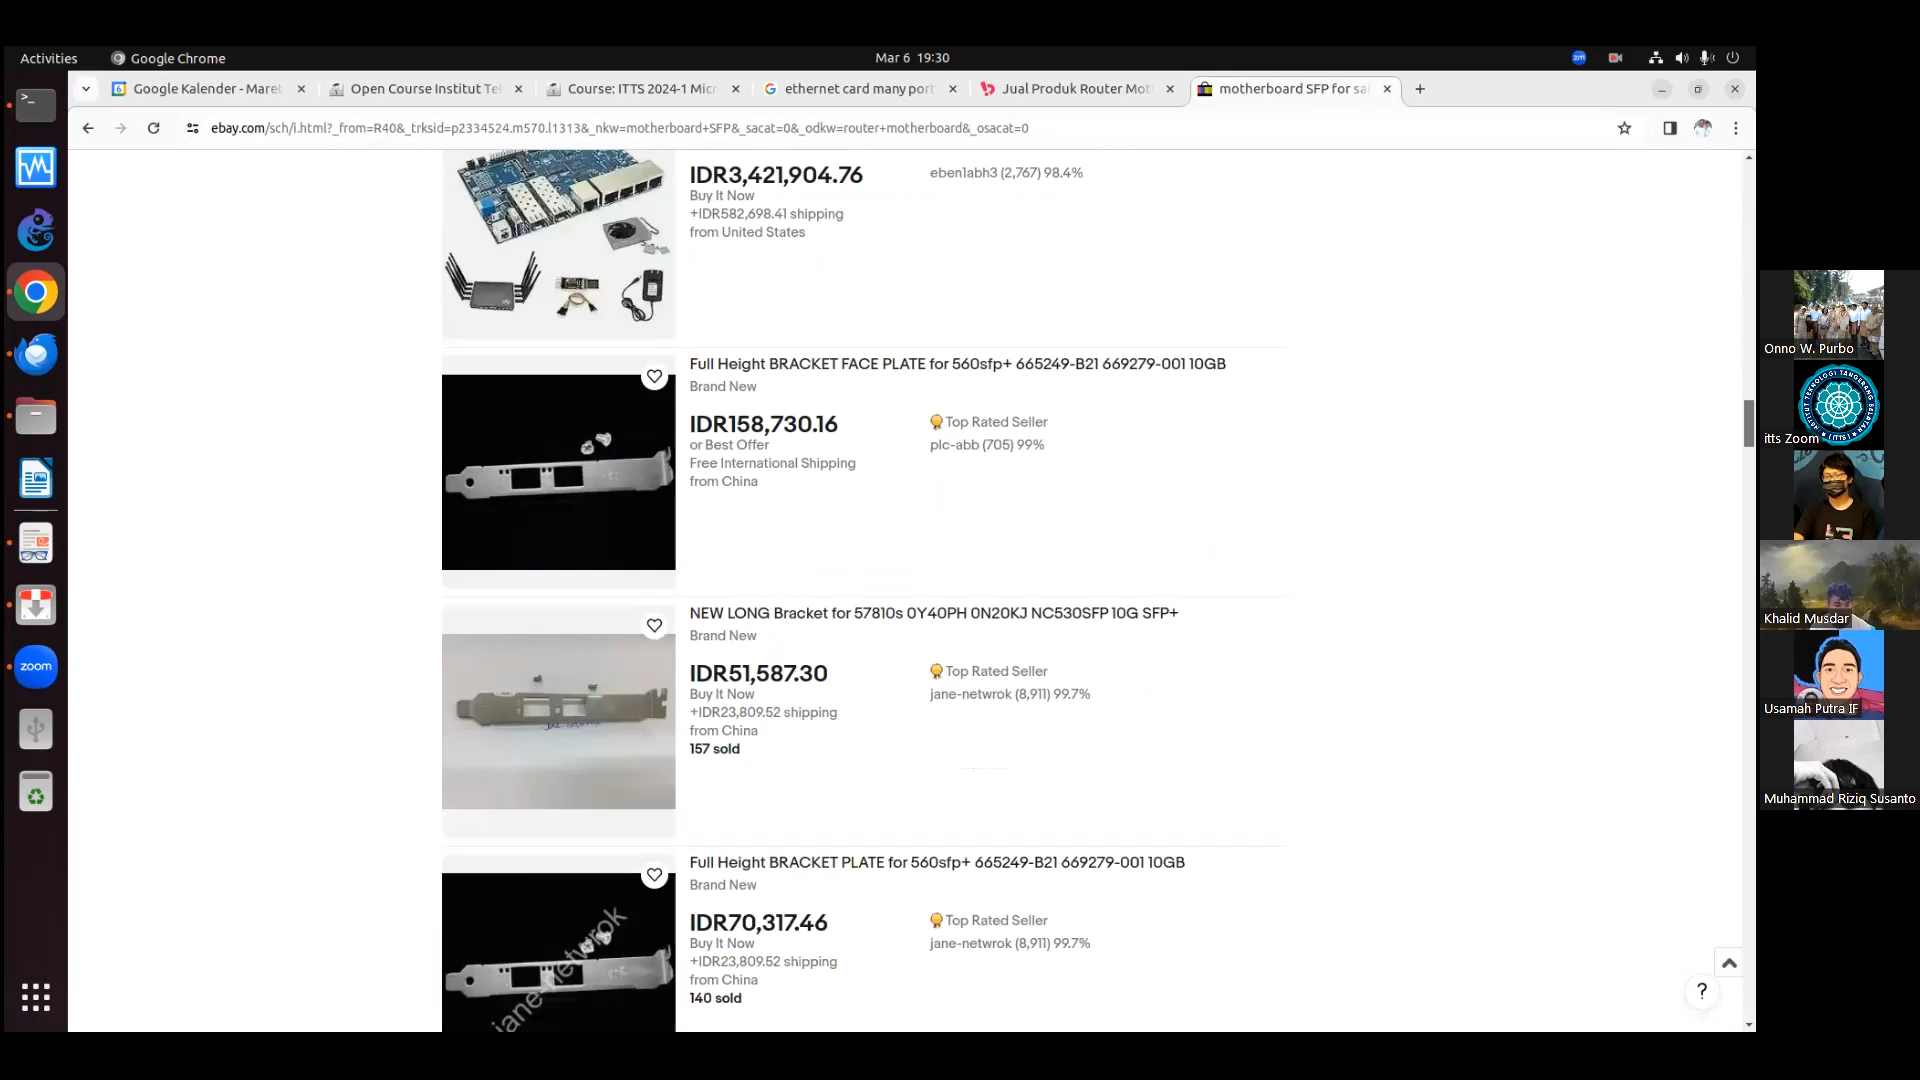 Activities
Google Chrome
Mar 6 19:30
zm
Google Kalender - Maret
Open Course Institut Te
Course: ITTS 2024-1 Micr
ethernet card many port
Jual Produk Router Mot
motherboard SFP for sa
ebay.com/sch/i.html?_from=R40&_trksid=p2334524.m570.l1313&_nkw=motherboard+SFP&_sacat=0&_odkw=router+motherboard&_osacat=0
IDR3,421,904.76
eben1abh3 (2,767) 98.4%
Buy It Now
+IDR582,698.41 shipping
from United States
Full Height BRACKET FACE PLATE for 560sfp+ 665249-B21 669279-001 10GB
Brand New
IDR158,730.16
Top Rated Seller
or Best Offer
plc-abb (705) 99%
Free International Shipping
from China
NEW LONG Bracket for 57810s 0Y40PH 0N20KJ NC530SFP 10G SFP+
Brand New
IDR51,587.30
Top Rated Seller
Buy It Now
jane-netwrok (8,911) 99.7%
+IDR23,809.52 shipping
from China
157 sold
Full Height BRACKET PLATE for 560sfp+ 665249-B21 669279-001 10GB
Brand New
IDR70,317.46
Top Rated Seller
Buy It Now
jane-netwrok (8,911) 99.7%
+IDR23,809.52 shipping
from China
140 sold
jane-netwrok
?
zoom
Onno W. Purbo
INSTITUT TEKNOLOGI TANGERANG SELATAN
itts Zoom
Khalid Musdar
Usamah Putra IF
Muhammad Riziq Susanto